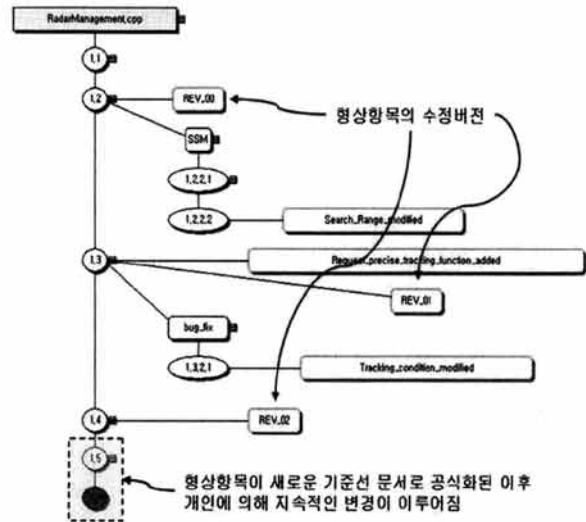 RadarManagement.cpp
1.1
1.2
REV_00
형상항목의 수정버전
SSM
1.2.2.1
1.2.2.2
Search_Range_modified
1.3
Request_precise_tracking_function_added
REV_01
bug_fix
1.3.2.1
Tracking_condition_modified
1.4
REV_02
1.5
형상항목이 새로운 기준선 문서로 공식화된 이후
개인에 의해 지속적인 변경이 이루어짐